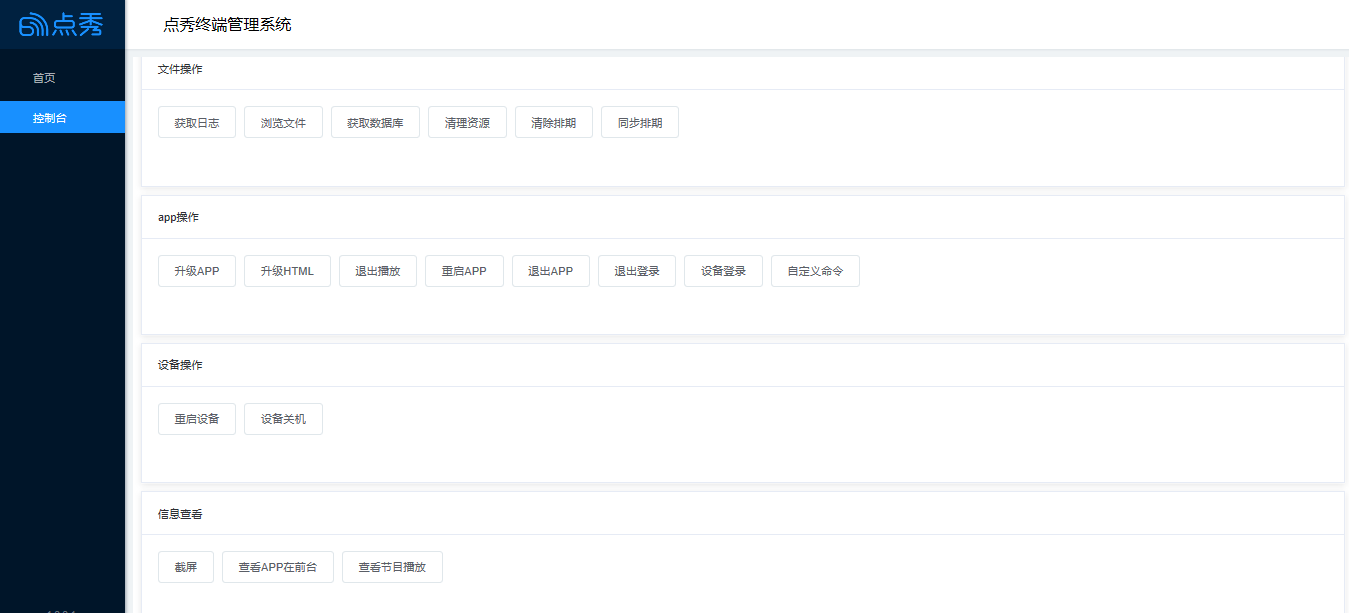 点秀
点秀终端管理系统
首页
控制台
文件操作
获取日志 浏览文件 获取数据库 清理资源 清除排期 同步排期
app操作
升级APP 升级HTML 退出播放 重启APP 退出APP 退出登录 设备登录 自定义命令
设备操作
重启设备 设备关机
信息查看
截屏 查看APP在前台 查看节目播放